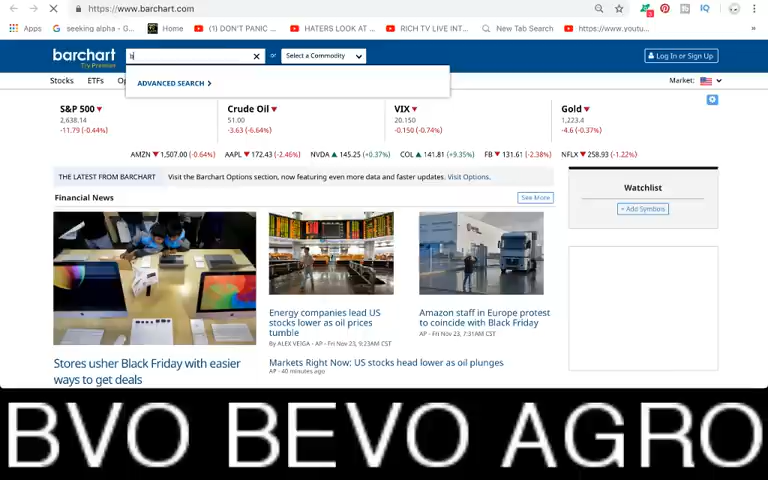 https://www.barchart.com
Apps
seeking alpha - G...
Home
(1) DON'T PANIC ...
HATERS LOOK AT ...
RICH TV LIVE INT...
New Tab Search
https://www.youtu...
»
barchart
Try Premier
b
or
Select a Commodity
Log In or Sign Up
ADVANCED SEARCH >
Stocks
ETFs
Market:
S&P 500
2,638.14
-11.79 (-0.44%)
Crude Oil
51.00
-3.63 (-6.64%)
VIX
20.150
-0.150 (-0.74%)
Gold
1,223.4
-4.6 (-0.37%)
AMZN ▼ 1,507.00 (-0.64%) AAPL ▼ 172.43 (-2.46%) NVDA ▲ 145.25 (+0.37%) COL ▲ 141.81 (+9.35%) FB ▼ 131.61 (-2.38%) NFLX ▼ 258.93 (-1.22%)
THE LATEST FROM BARCHART
Visit the Barchart Options section, now featuring even more data and faster updates. Visit Options.
Financial News
See More
Watchlist
+ Add Symbols
Energy companies lead US
stocks lower as oil prices
tumble
By ALEX VEIGA - AP - Fri Nov 23, 9:23AM CST
Amazon staff in Europe protest
to coincide with Black Friday
AP - Fri Nov 23, 7:31AM CST
Stores usher Black Friday with easier
ways to get deals
Markets Right Now: US stocks head lower as oil plunges
AP - 40 minutes ago
BVO BEVO AGRO